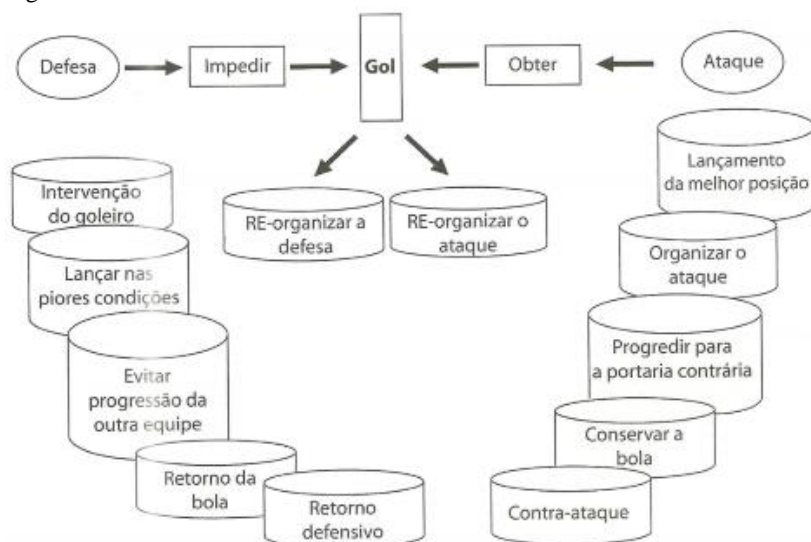 Defesa
Impedir
Gol
Obter
Ataque
Intervenção
do goleiro
Lançar nas
piores condições
Evitar
progressão da
outra equipe
Retorno da
bola
Retorno
defensivo
RE-organizar a
defesa
RE-organizar o
ataque
Lançamento
da melhor posição
Organizar o
ataque
Progredir para
a portaria contrária
Conservar a
bola
Contra-ataque